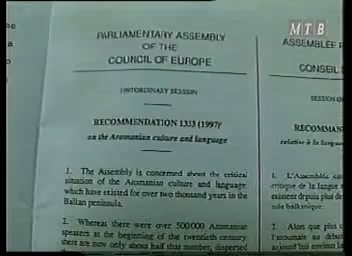 MTB
PARLIAMENTARY ASSEMBLY
OF THE
COUNCIL OF EUROPE
1997 ORDINARY SESSION
RECOMMENDATION 1333 (1997)
on the Aromanian culture and language
1. The Assembly is concerned about the critical
situation of the Aromanian culture and language,
which have existed for over two thousand years in the
Balkan peninsula.
2. Whereas there were over 500 000 Aromanian
speakers at the beginning of the twentieth century,
there are now only about half that number, dispersed
ASSEMBLÉE
CONSEIL
SESSION
RECOMMAN
relative à la langu
1. L'Assemblée
critique de la langue
existent depuis plus de
sule balkanique.
2. Alors que plus
l'aroumain au débu
aujourd'hui environ la